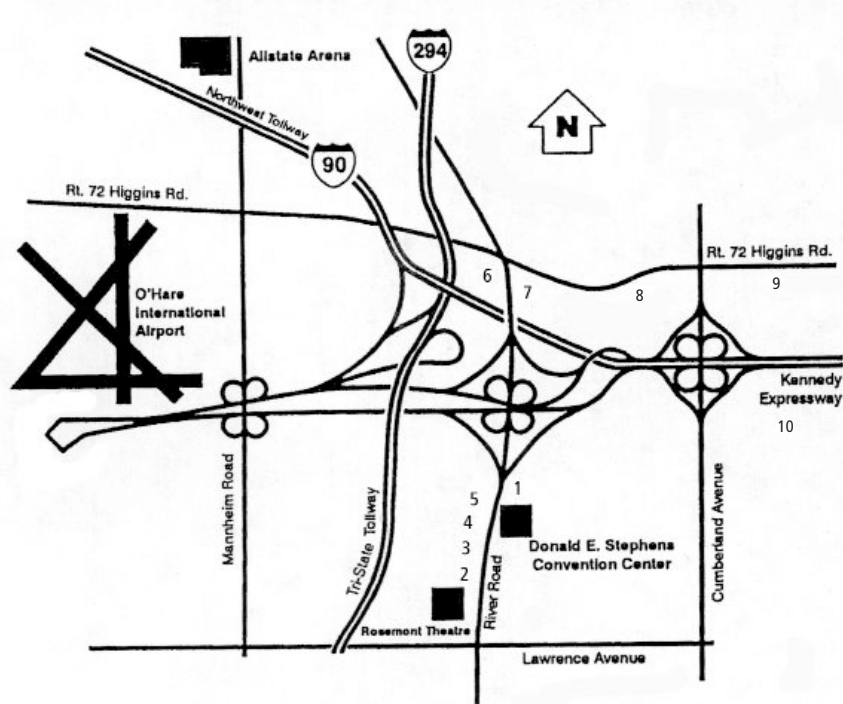 294
Allstate Arena
Northwest Tollway
N
90
Rt. 72 Higgins Rd.
Rt. 72 Higgins Rd.
6
7
8
9
O'Hare
International
Airport
Kennedy
Expressway
10
Mannheim Road
Tri-State Tollway
5
1
4
3
2
Donald E. Stephens
Convention Center
River Road
Cumberland Avenue
Rosemont Theatre
Lawrence Avenue